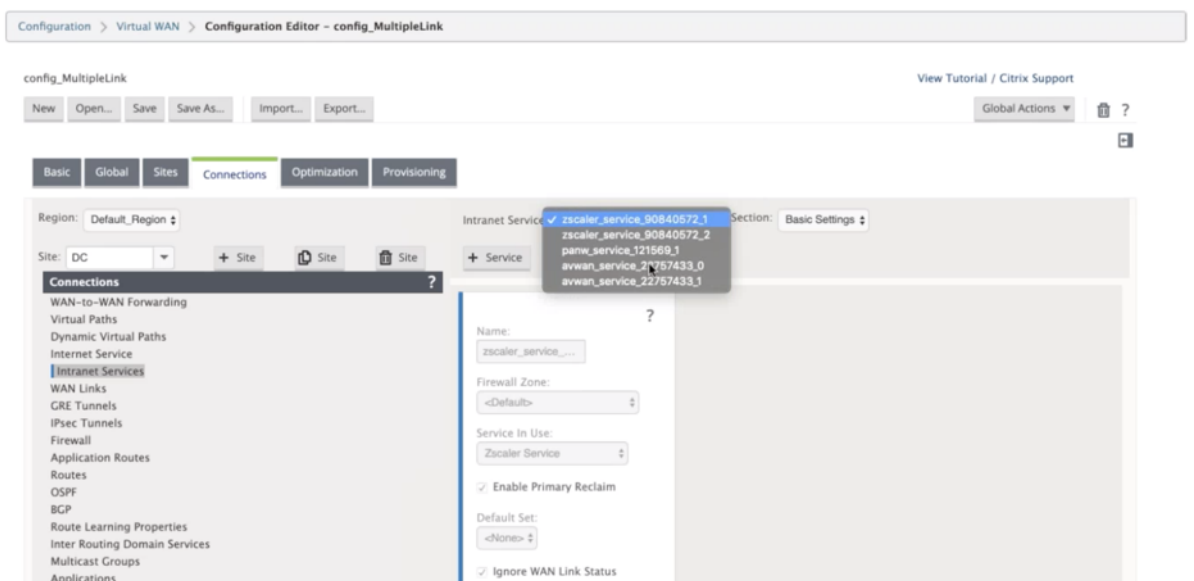 Configuration > Virtual WAN > Configuration Editor – config_MultipleLink
config_MultipleLink
View Tutorial / Citrix Support
New Open... Save Save As... Import... Export... Global Actions ?
Basic Global Sites Connections Optimization Provisioning
Region: Default_Region
Site: DC + Site Site Site
Connections ?
WAN-to-WAN Forwarding
Virtual Paths
Dynamic Virtual Paths
Internet Service
Intranet Services
WAN Links
GRE Tunnels
IPsec Tunnels
Firewall
Application Routes
Routes
OSPF
BGP
Route Learning Properties
Inter Routing Domain Services
Multicast Groups
Applications
Intranet Service
✓ zscaler_service_90840572_1
zscaler_service_90840572_2
panw_service_121569_1
avwan_service_22757433_0
avwan_service_22757433_1
Section: Basic Settings
+ Service
?
Name:
zscaler_service_...
Firewall Zone:
<Default>
Service In Use:
Zscaler Service
Enable Primary Reclaim
Default Set:
<None>
Ignore WAN Link Status